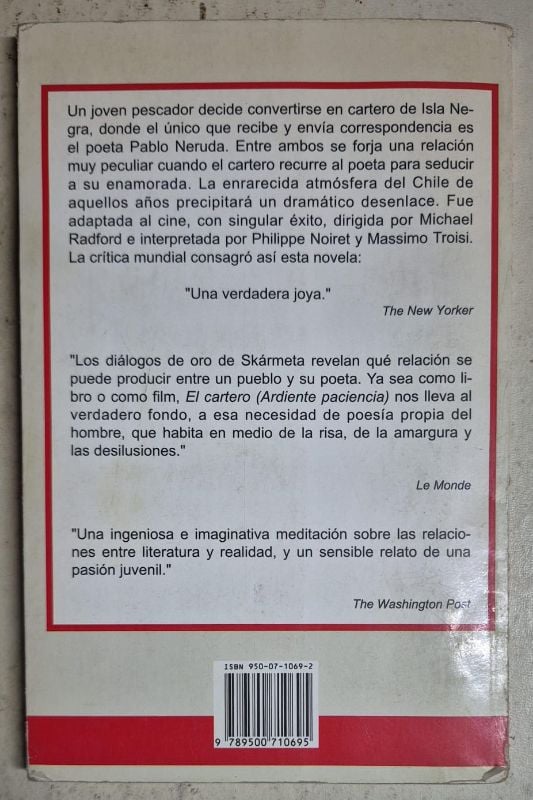 Un joven pescador decide convertirse en cartero de Isla Ne-
gra, donde el único que recibe y envía correspondencia es
el poeta Pablo Neruda. Entre ambos se forja una relación
muy peculiar cuando el cartero recurre al poeta para seducir
a su enamorada. La enrarecida atmósfera del Chile de
aquellos años precipitará un dramático desenlace. Fue
adaptada al cine, con singular éxito, dirigida por Michael
Radford e interpretada por Philippe Noiret y Massimo Troisi.
La crítica mundial consagró así esta novela:
"Una verdadera joya."
The New Yorker
"Los diálogos de oro de Skármeta revelan qué relación se
puede producir entre un pueblo y su poeta. Ya sea como li-
bro o como film, El cartero (Ardiente paciencia) nos lleva al
verdadero fondo, a esa necesidad de poesía propia del
hombre, que habita en medio de la risa, de la amargura y
las desilusiones."
Le Monde
"Una ingeniosa e imaginativa meditación sobre las relacio-
nes entre literatura y realidad, y un sensible relato de una
pasión juvenil."
The Washington Post
ISBN 950-07-1069-2
9 789500 710695